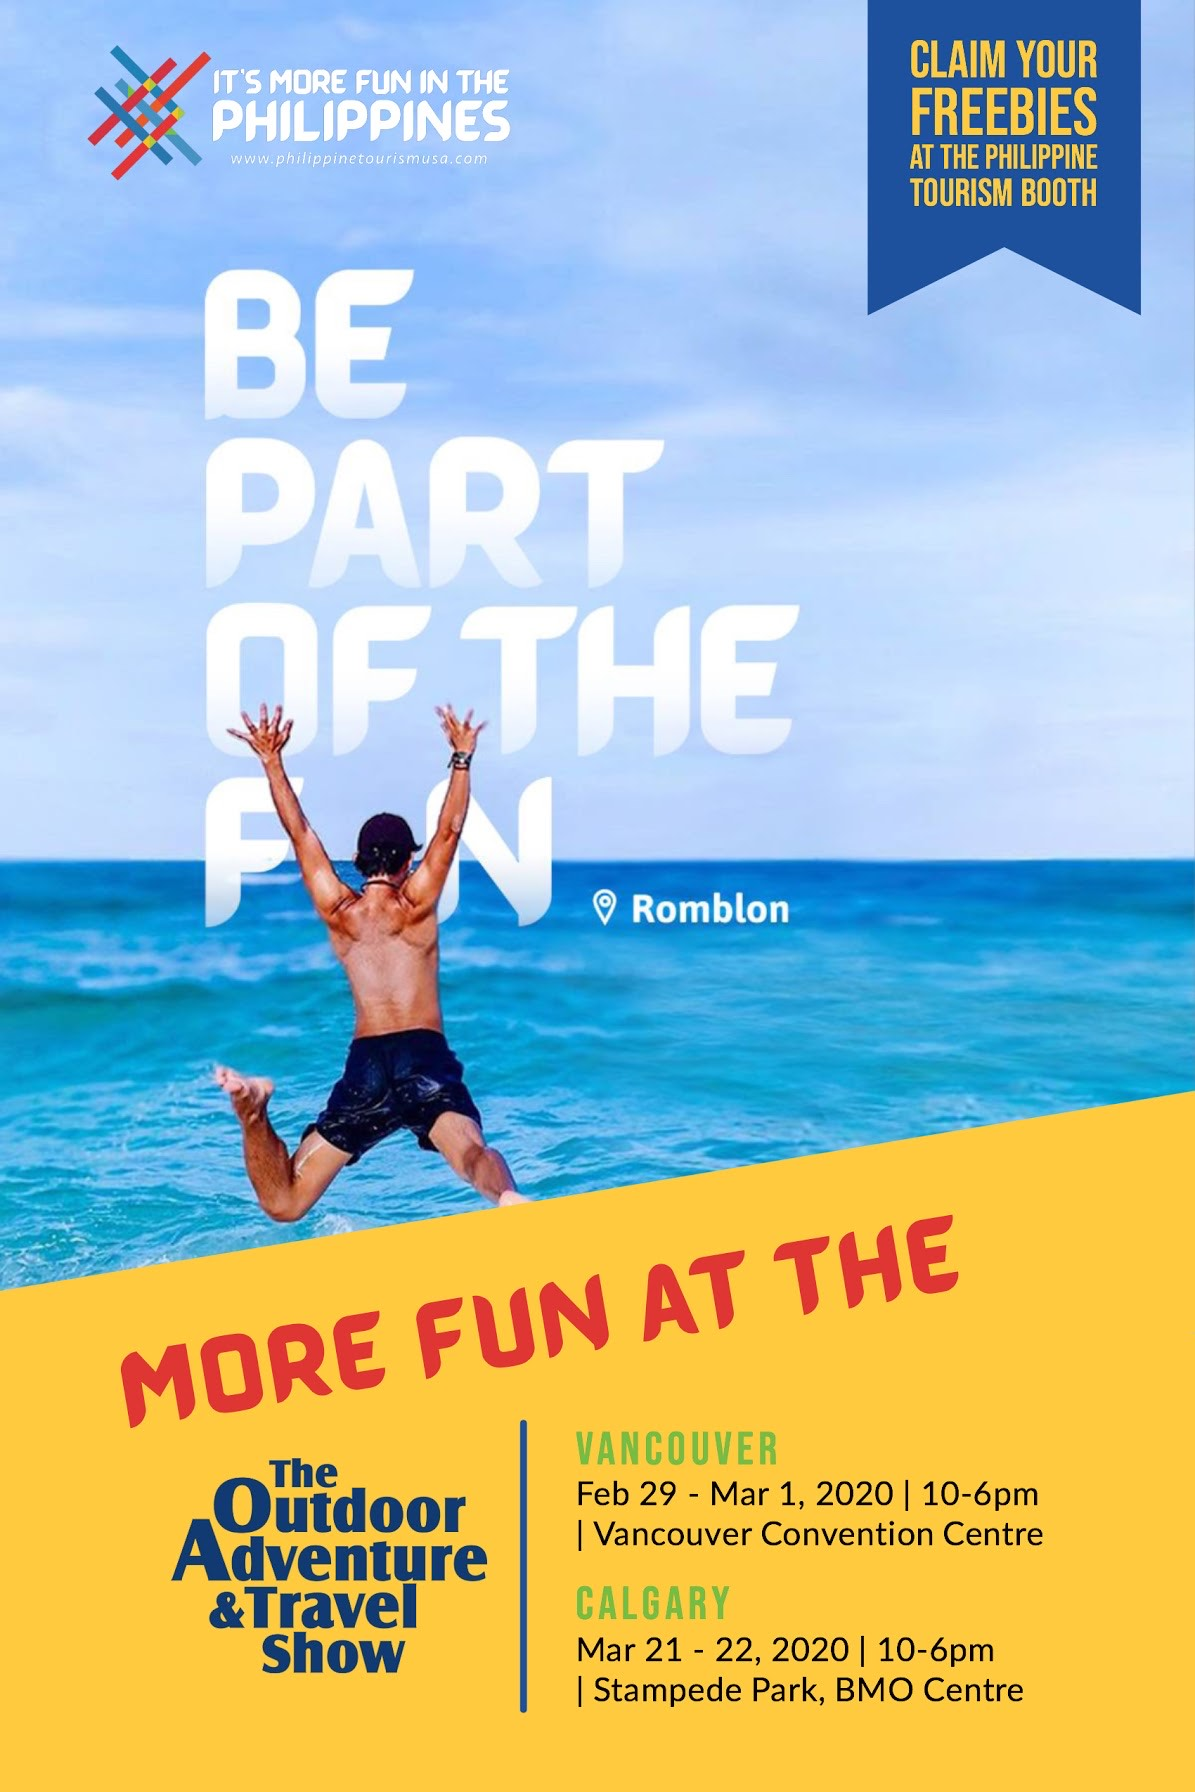 IT'S MORE FUN IN THE
PHILIPPINES
www.philippinetourismusa.com
CLAIM YOUR
FREEBIES
AT THE PHILIPPINE
TOURISM BOOTH
BE
PART
OF THE
F N
Romblon
MORE FUN AT THE
The
Outdoor
Adventure
&Travel
Show
VANCOUVER
Feb 29 - Mar 1, 2020 | 10-6pm
| Vancouver Convention Centre
CALGARY
Mar 21 - 22, 2020 | 10-6pm
| Stampede Park, BMO Centre